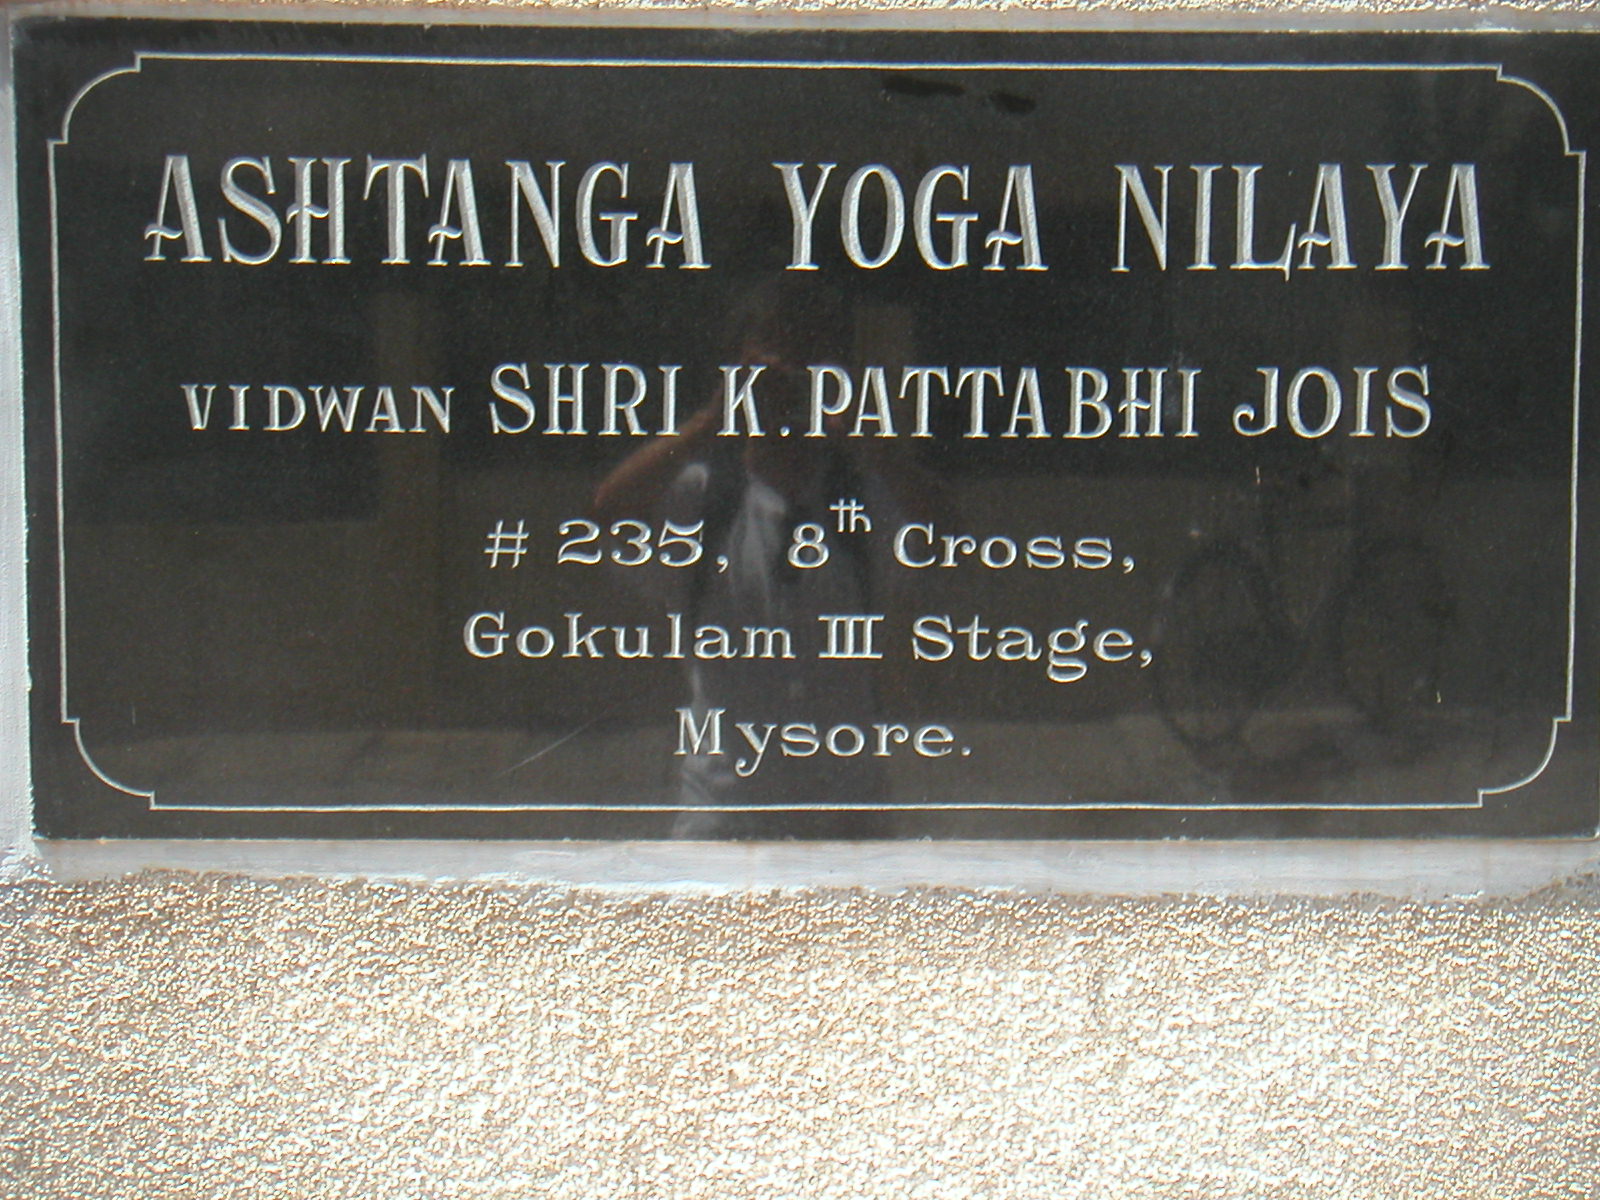 ASHTANGA YOGA NILAYA
VIDWAN SHRI K. PATTABHI JOIS
# 235, 8th Cross,
Gokulam III Stage,
Mysore.